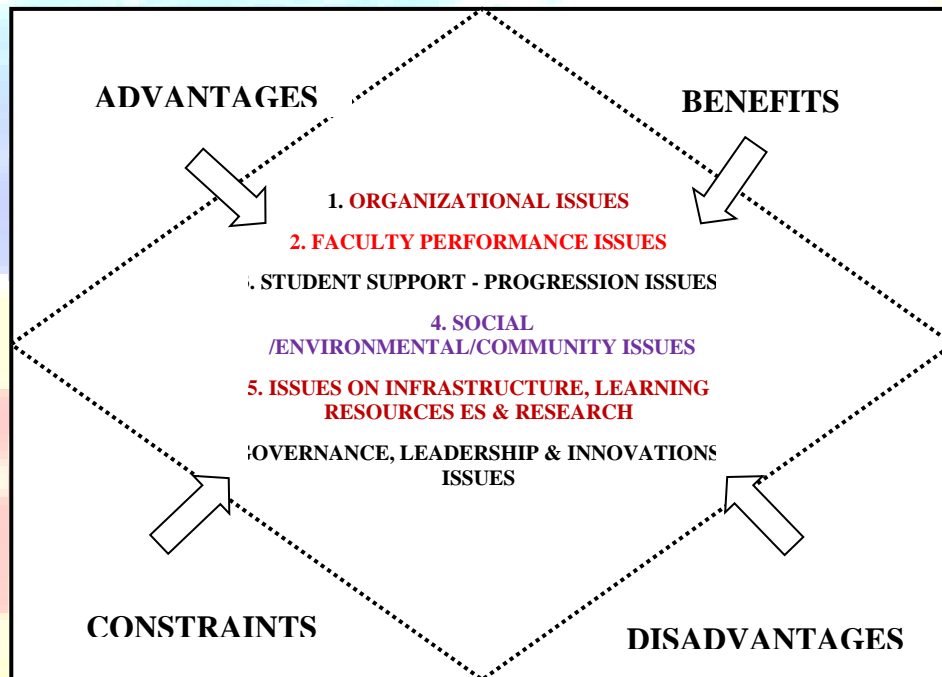 ADVANTAGES
BENEFITS
1. ORGANIZATIONAL ISSUES
2. FACULTY PERFORMANCE ISSUES
. STUDENT SUPPORT - PROGRESSION ISSUES
4. SOCIAL
/ENVIRONMENTAL/COMMUNITY ISSUES
5. ISSUES ON INFRASTRUCTURE, LEARNING
RESOURCES ES & RESEARCH
GOVERNANCE, LEADERSHIP & INNOVATIONS
ISSUES
CONSTRAINTS
DISADVANTAGES